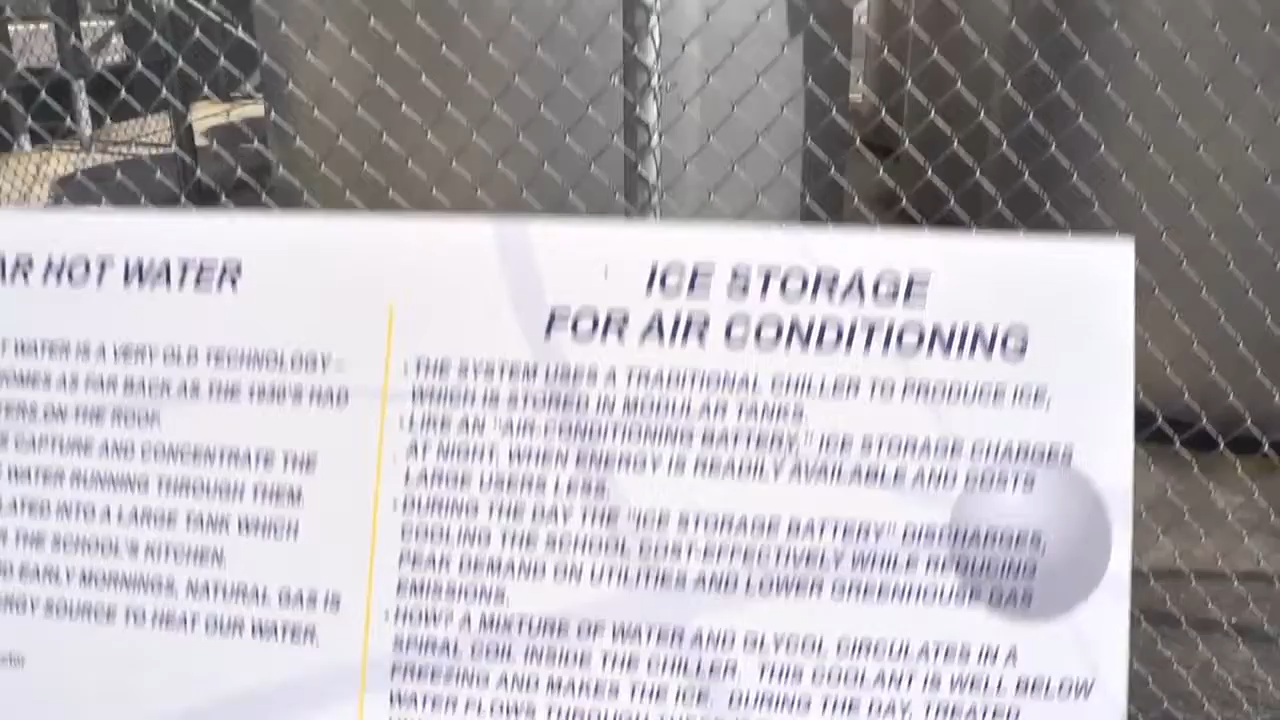 AR HOT WATER
T WATER IS A VERY OLD TECHNOLOGY -
OMES AS FAR BACK AS THE 1930'S HAD
ERS ON THE ROOF.
S CAPTURE AND CONCENTRATE THE
WATER RUNNING THROUGH THEM.
LATED INTO A LARGE TANK WHICH
THE SCHOOL'S KITCHEN.
D EARLY MORNINGS, NATURAL GAS IS
RGY SOURCE TO HEAT OUR WATER.
ICE STORAGE
FOR AIR CONDITIONING
THE SYSTEM USES A TRADITIONAL CHILLER TO PRODUCE ICE,
WHICH IS STORED IN MODULAR TANKS.
LIKE AN "AIR-CONDITIONING BATTERY," ICE STORAGE CHARGES
AT NIGHT, WHEN ENERGY IS READILY AVAILABLE AND COSTS
LARGE USERS LESS.
DURING THE DAY THE "ICE STORAGE BATTERY" DISCHARGES,
COOLING THE SCHOOL COST-EFFECTIVELY WHILE REDUCING
PEAK DEMAND ON UTILITIES AND LOWER GREENHOUSE GAS
EMISSIONS.
HOW? A MIXTURE OF WATER AND GLYCOL CIRCULATES IN A
SPIRAL COIL INSIDE THE CHILLER. THIS COOLANT IS WELL BELOW
FREEZING AND MAKES THE ICE. DURING THE DAY, TREATED
WATER FLOWS THROUGH